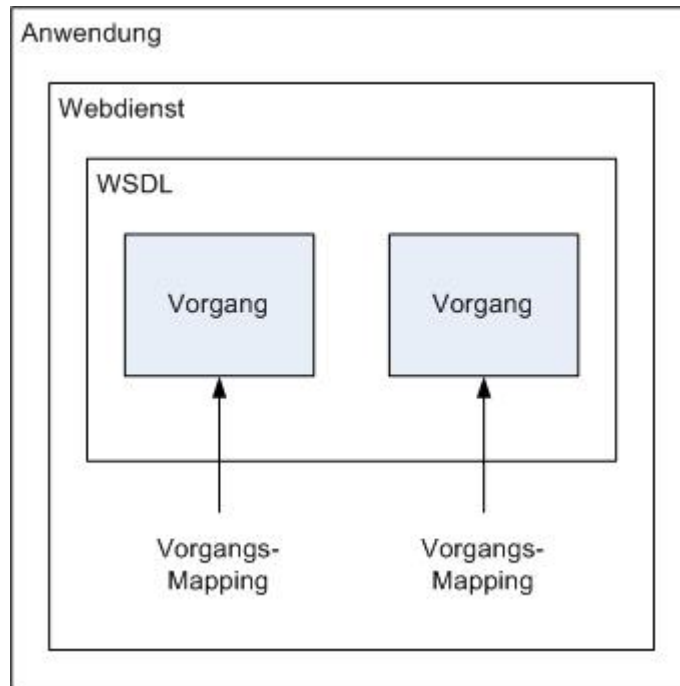 Anwendung
Webdienst
WSDL
Vorgang
Vorgang
Vorgangs-
Mapping
Vorgangs-
Mapping